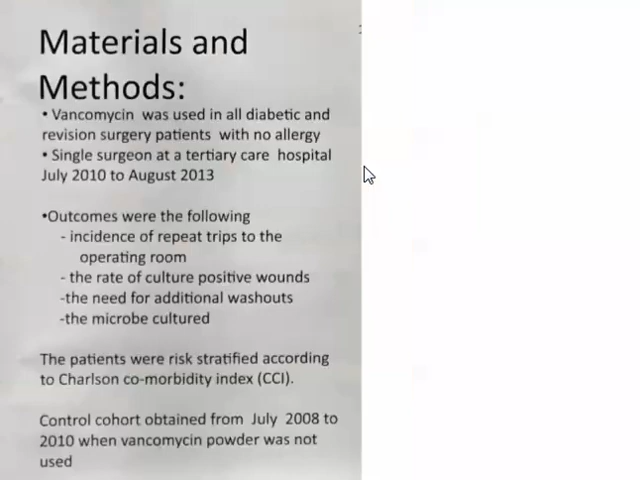 Materials and
Methods:
• Vancomycin was used in all diabetic and
revision surgery patients with no allergy
• Single surgeon at a tertiary care hospital
July 2010 to August 2013
•Outcomes were the following
- incidence of repeat trips to the
operating room
- the rate of culture positive wounds
-the need for additional washouts
-the microbe cultured
The patients were risk stratified according
to Charlson co-morbidity index (CCI).
Control cohort obtained from July 2008 to
2010 when vancomycin powder was not
used